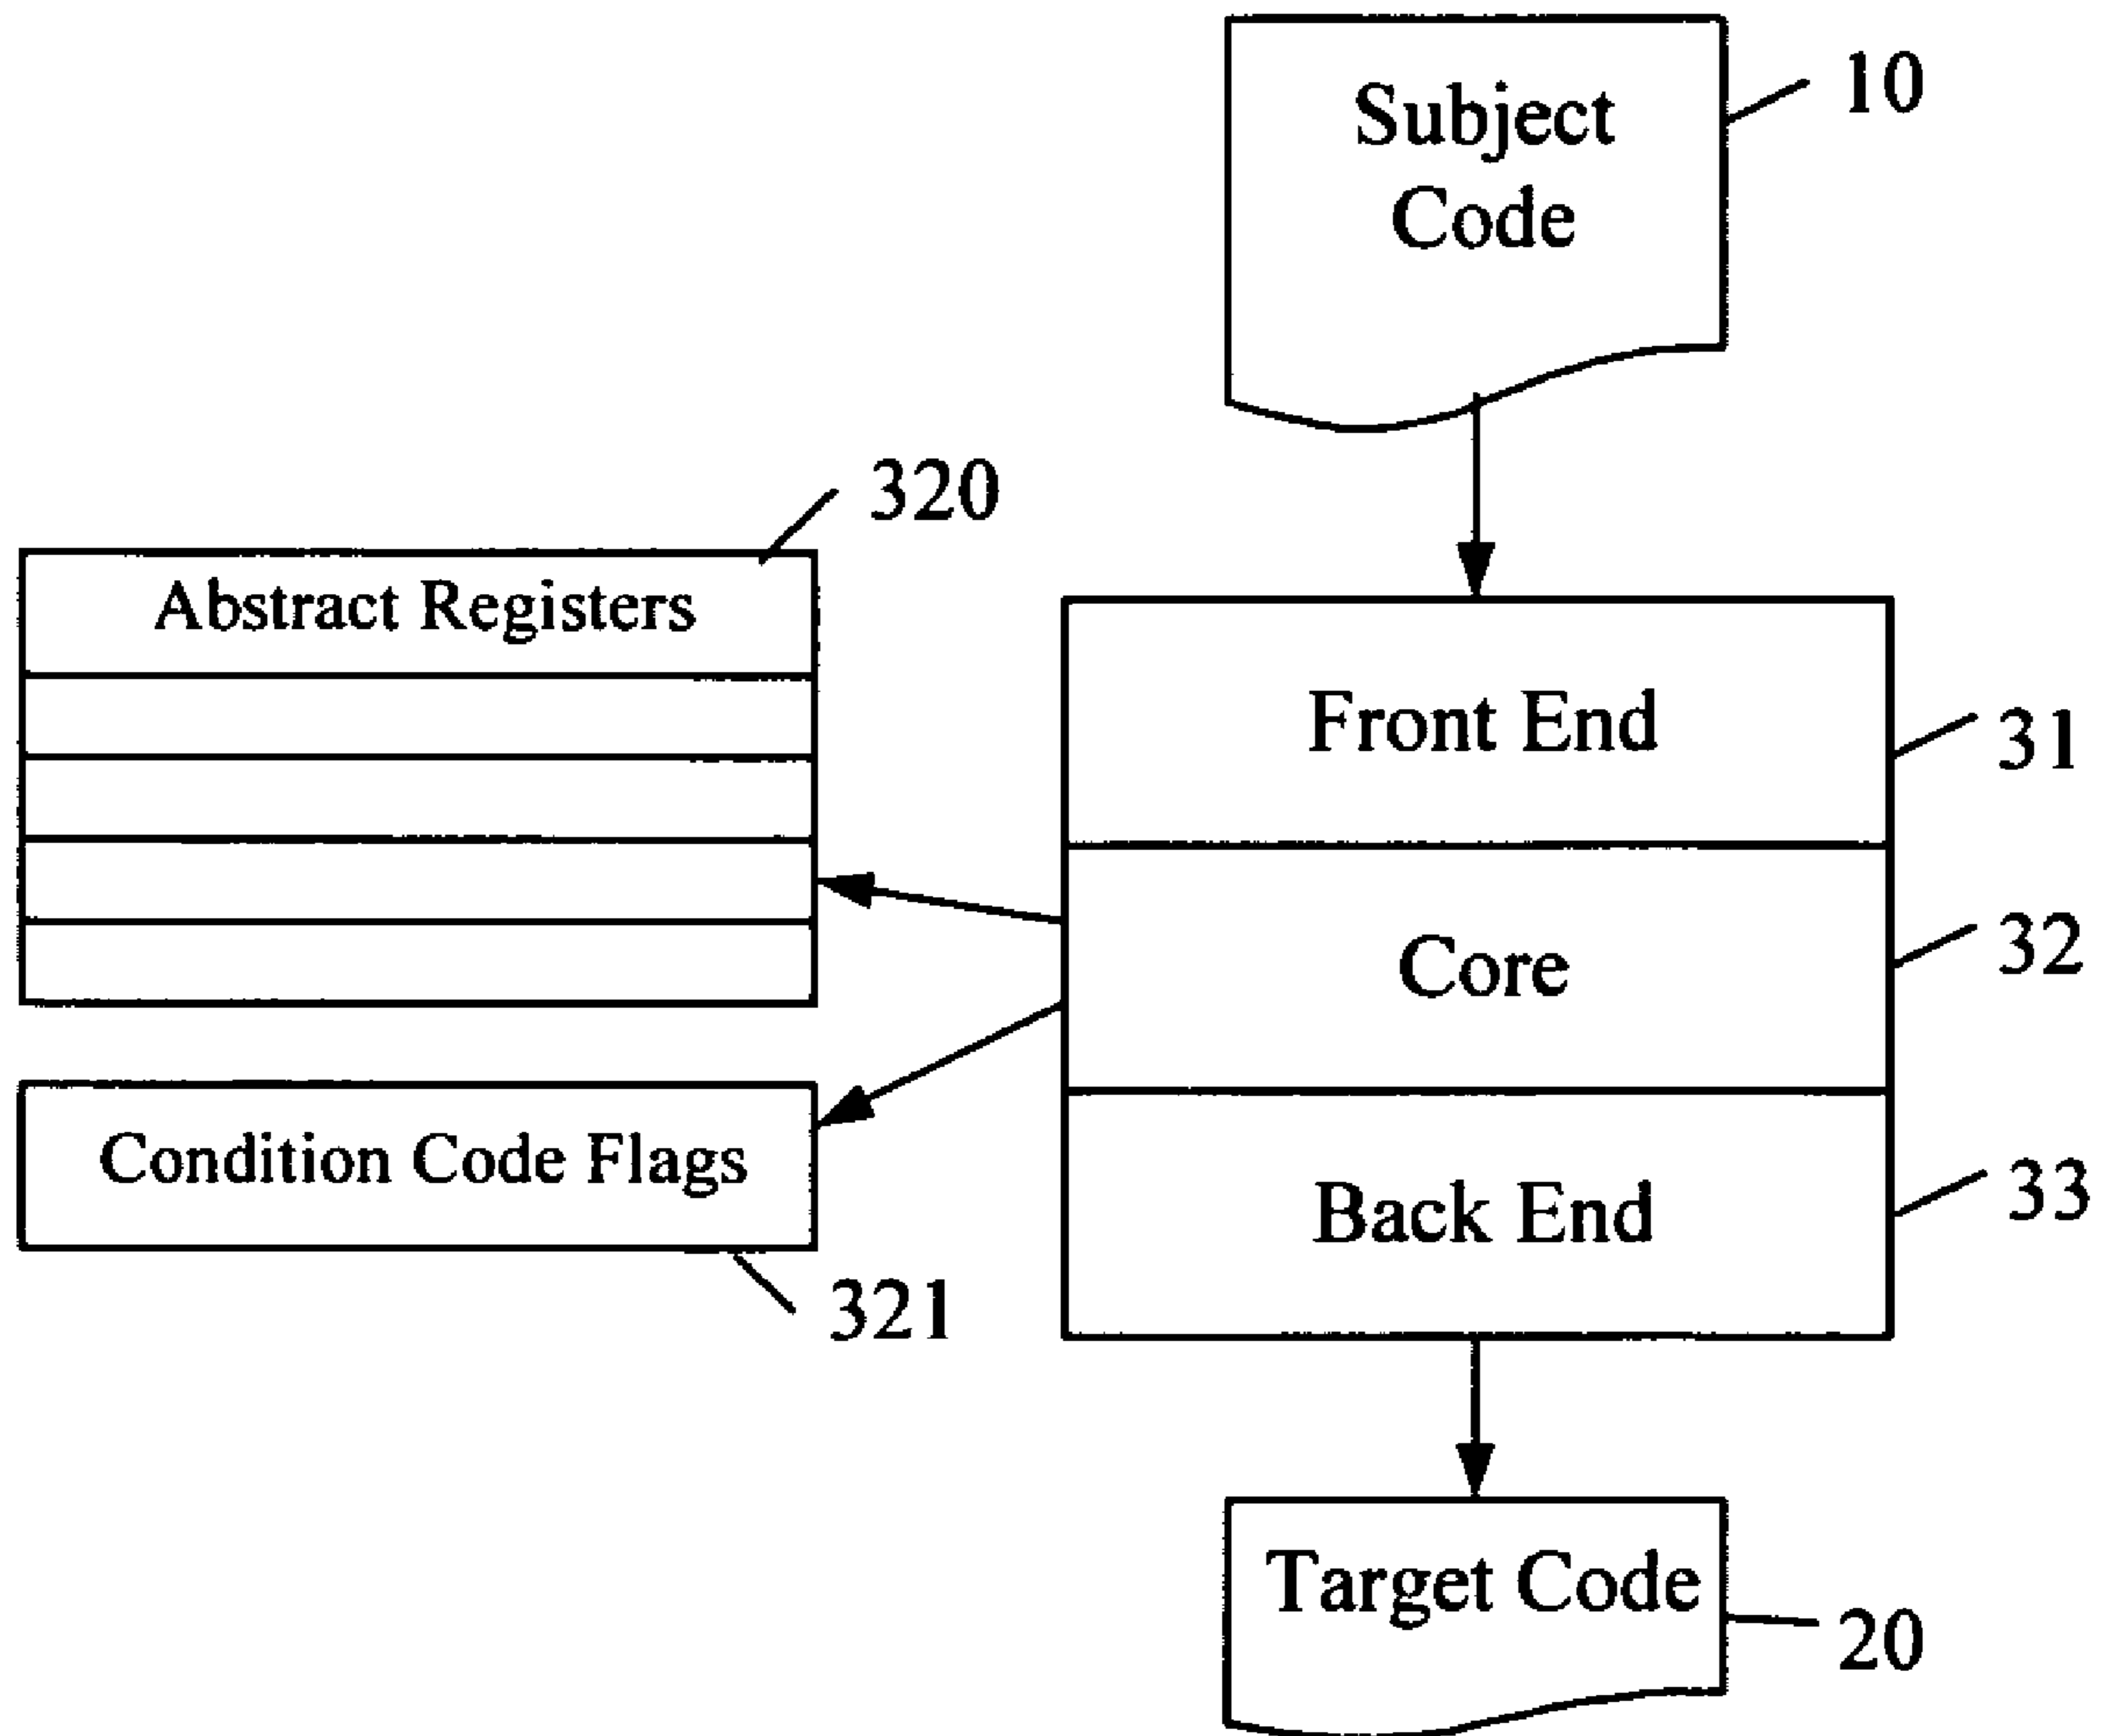 Subject
Code
10
320
Abstract Registers
Front End
31
Core
32
Condition Code Flags
321
Back End
33
Target Code
20